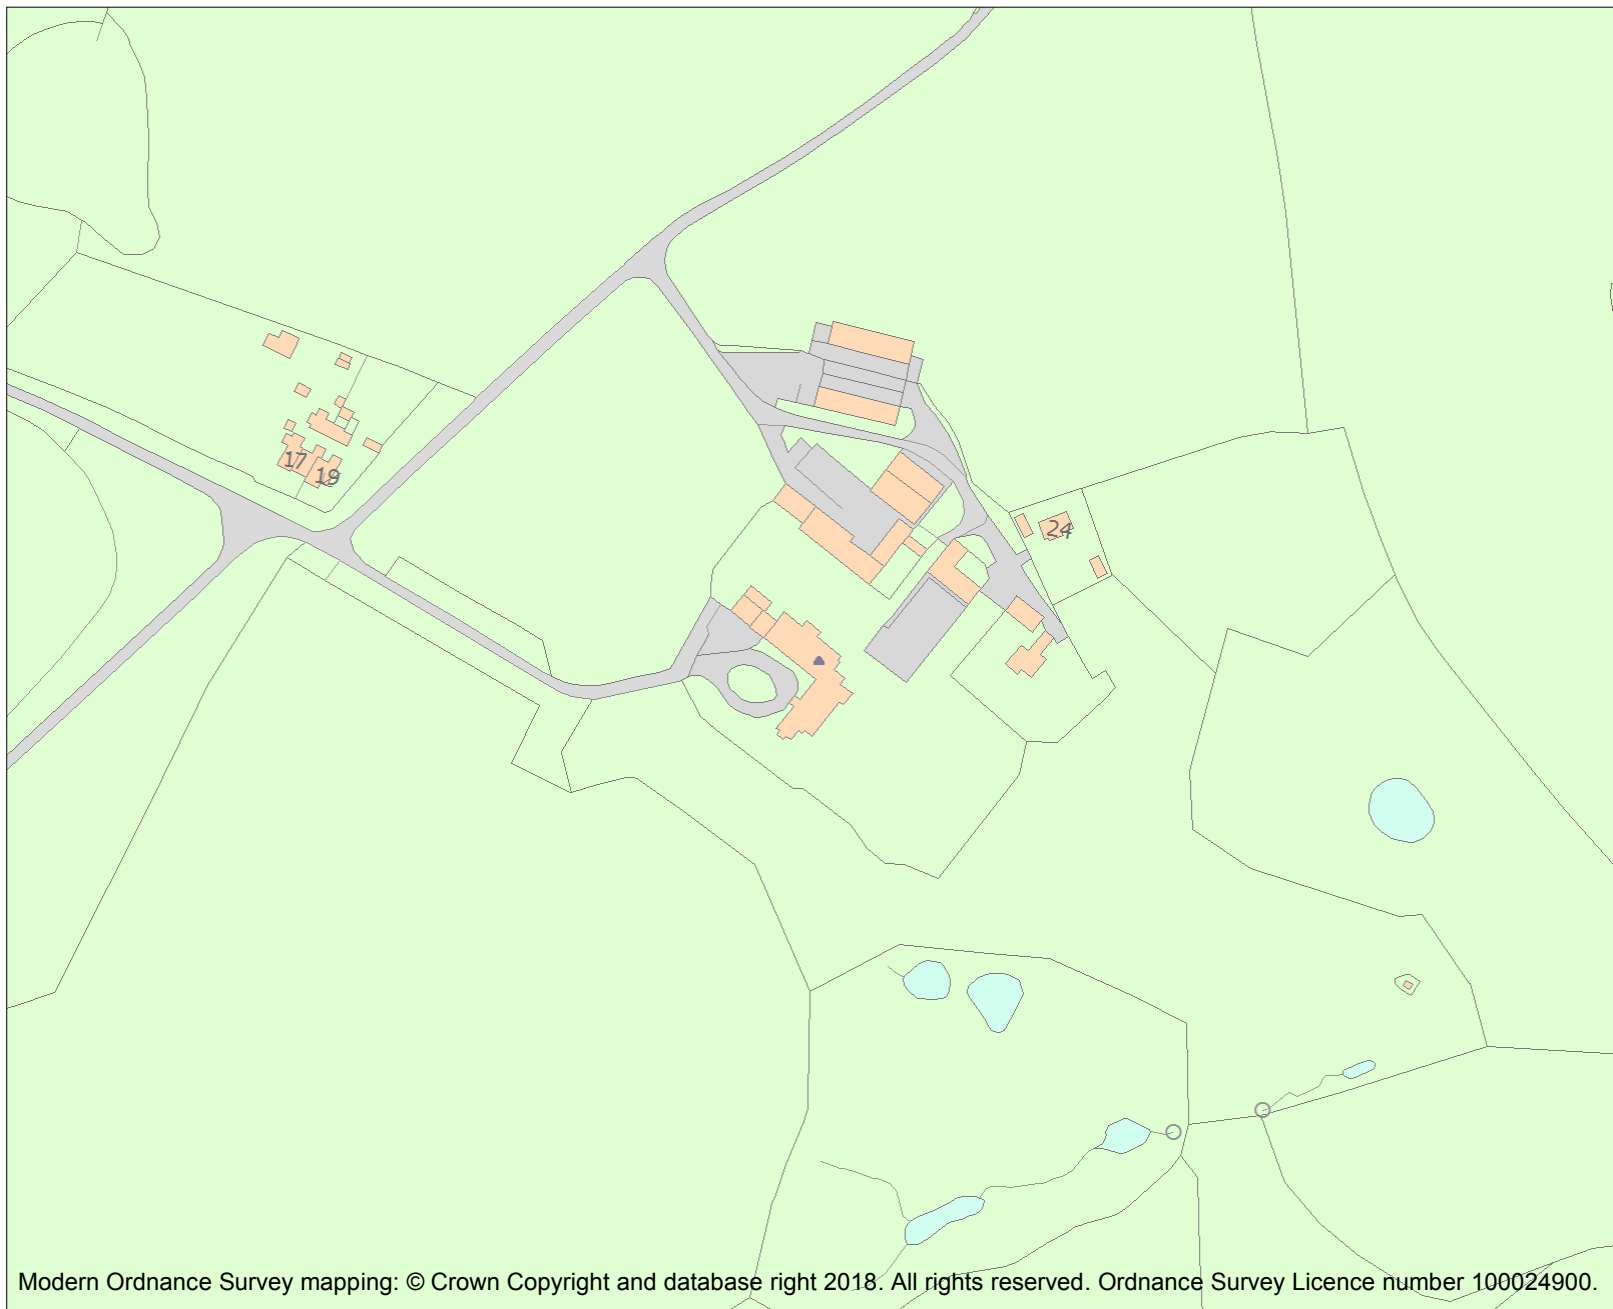 17
19
24
Modern Ordnance Survey mapping: © Crown Copyright and database right 2018. All rights reserved. Ordnance Survey Licence number 100024900.